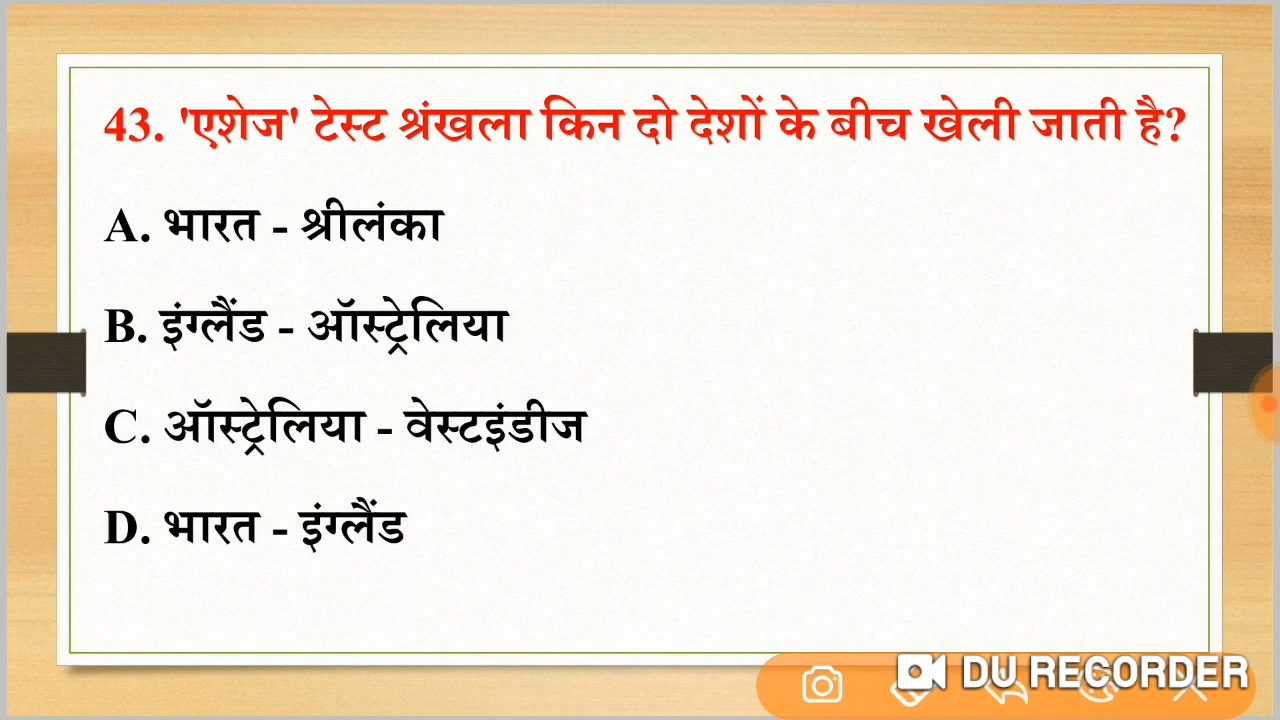 43. 'एशेज' टेस्ट श्रंखला किन दो देशों के बीच खेली जाती है?
A. भारत - श्रीलंका
B. इंग्लैंड - ऑस्ट्रेलिया
C. ऑस्ट्रेलिया - वेस्टइंडीज
D. भारत - इंग्लैंड
DU RECORDER